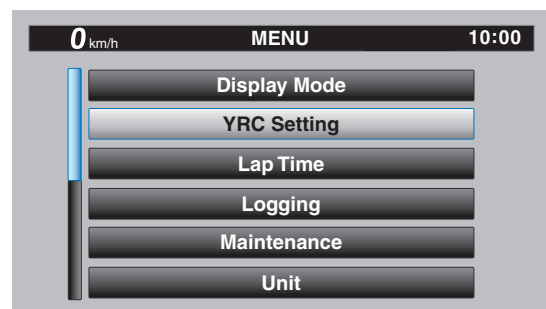 0 km/h MENU 10:00
Display Mode
YRC Setting
Lap Time
Logging
Maintenance
Unit